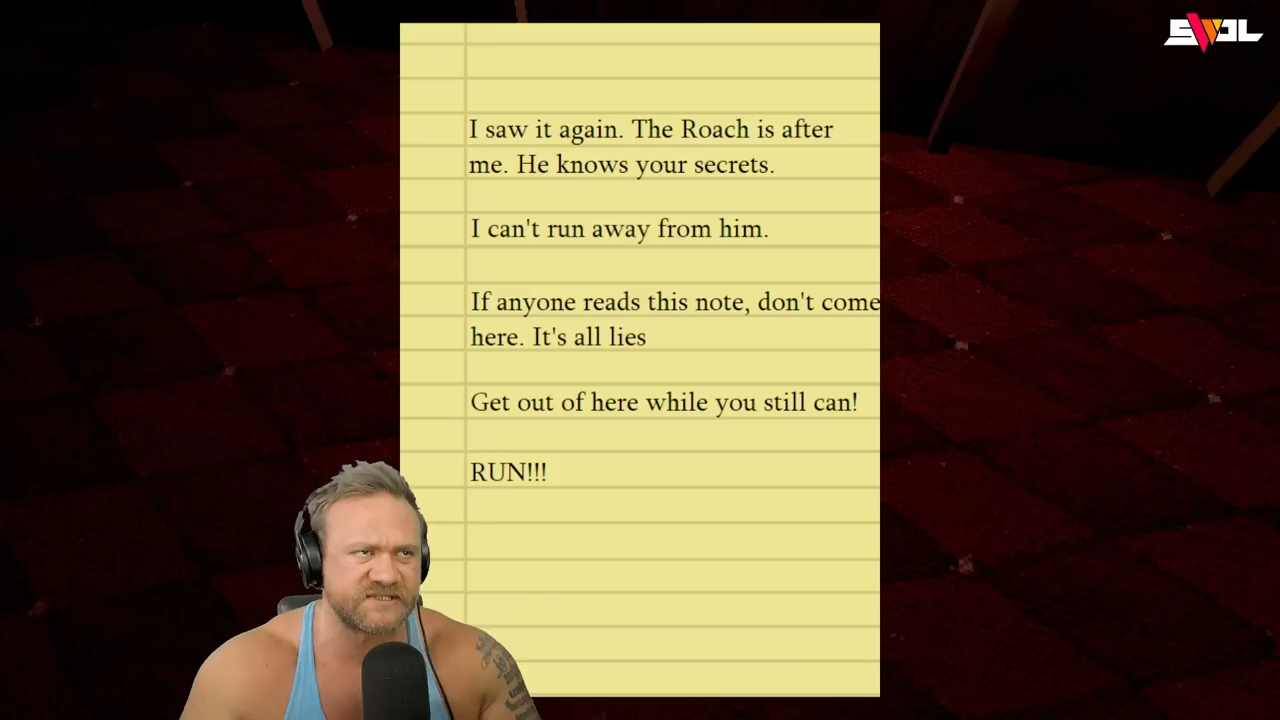 SWOL
I saw it again. The Roach is after
me. He knows your secrets.
I can't run away from him.
If anyone reads this note, don't come
here. It's all lies
Get out of here while you still can!
RUN!!!